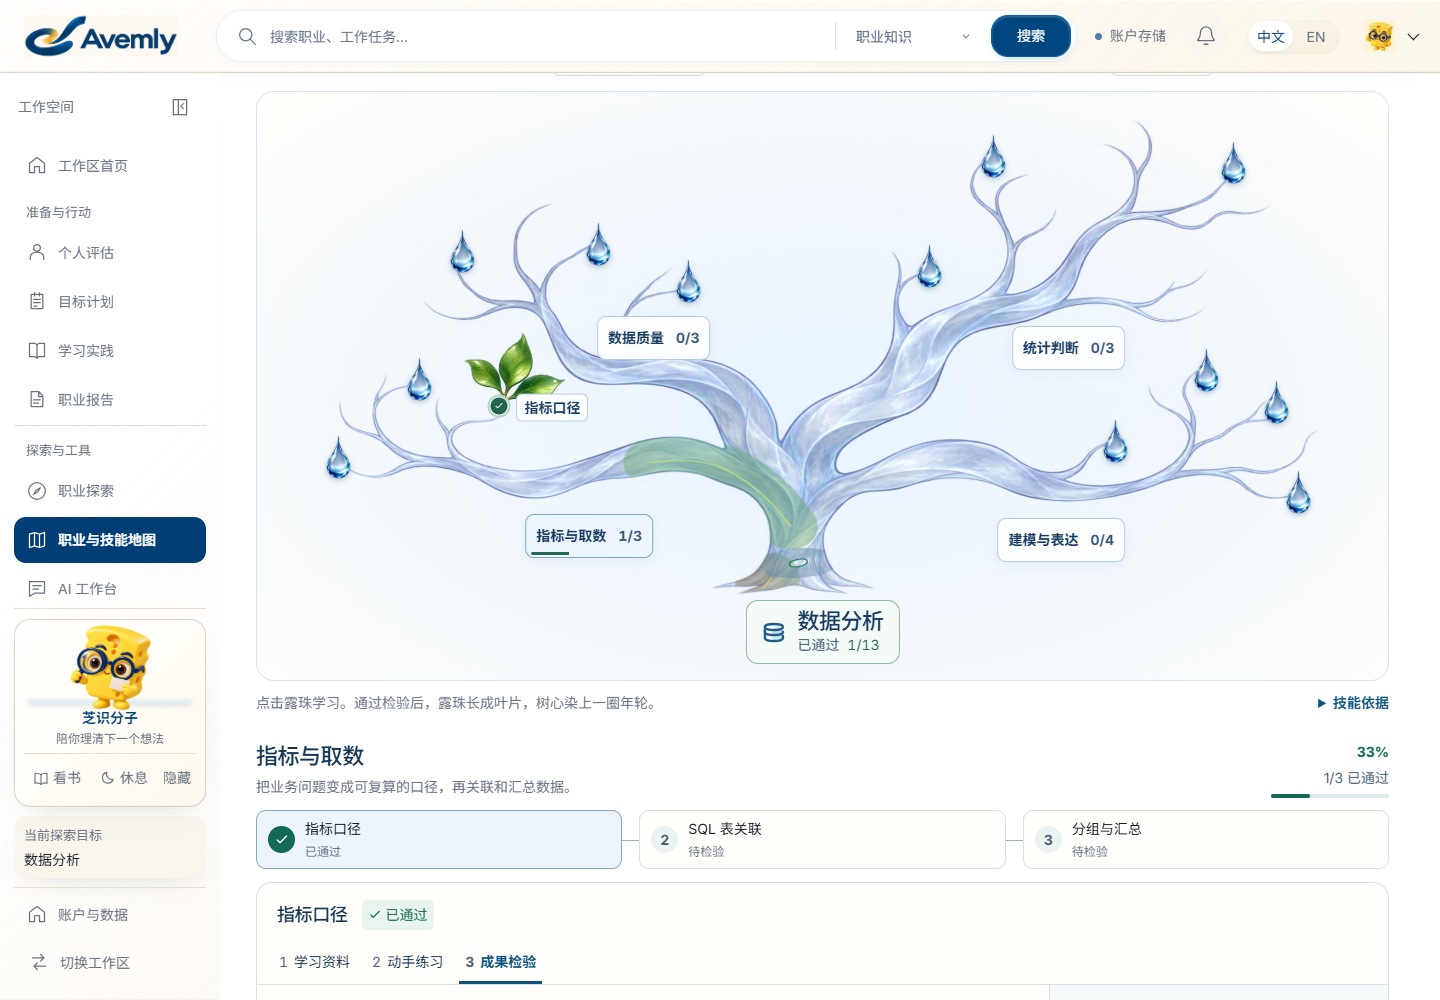 Avemly
搜索职业、工作任务...
职业知识
搜索
账户存储
中文
EN
工作空间
工作区首页
准备与行动
个人评估
目标计划
学习实践
职业报告
探索与工具
职业探索
职业与技能地图
AI 工作台
芝识分子
陪你理清下一个想法
看书
休息
隐藏
当前探索目标
数据分析
账户与数据
切换工作区
数据质量 0/3
统计判断 0/3
指标口径
指标与取数 1/3
建模与表达 0/4
数据分析
已通过 1/13
点击露珠学习。通过检验后，露珠长成叶片，树心染上一圈年轮。
技能依据
指标与取数
33%
把业务问题变成可复算的口径，再关联和汇总数据。
1/3 已通过
指标口径
已通过
2 SQL 表关联
待检验
3 分组与汇总
待检验
指标口径
已通过
1 学习资料
2 动手练习
3 成果检验